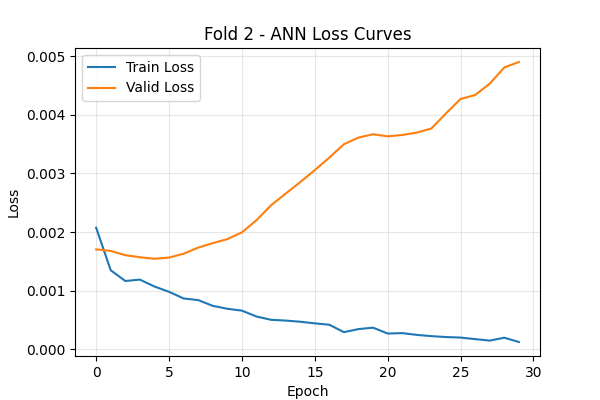 Fold 2 - ANN Loss Curves
Train Loss
Valid Loss
0.005
0.004
0.003
0.002
0.001
0.000
Loss
0 5 10 15 20 25 30
Epoch